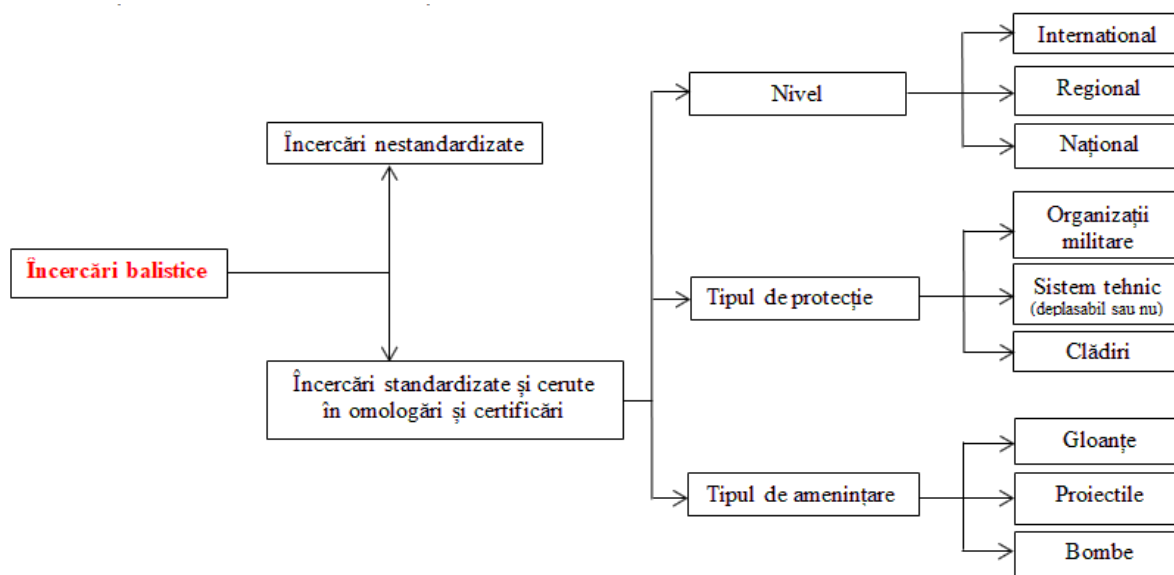 International
Nivel
Regional
Național
Încercări nestandardizate
Organizații
militare
Încercări balistice
Tipul de protecție
Sistem tehnic
(deplasabil sau nu)
Clădiri
Încercări standardizate și cerute
în omologări și certificări
Gloanțe
Tipul de amenințare
Proiectile
Bombe